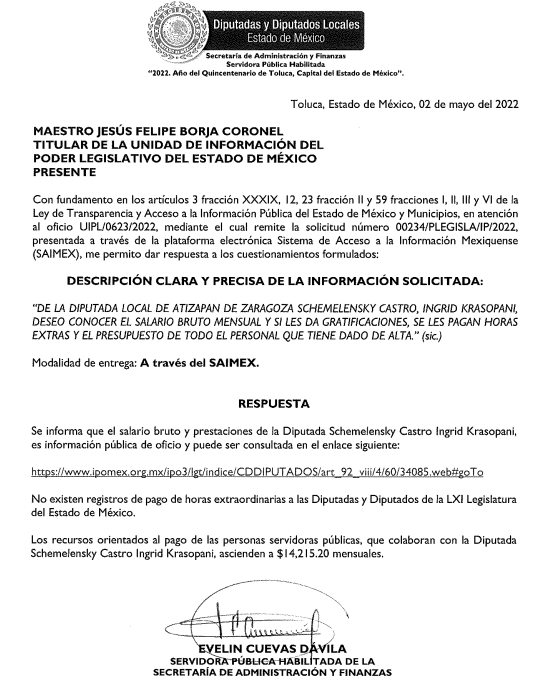 Diputadas y Diputados Locales
Estado de México
Secretaría de Administración y Finanzas
Servidora Pública Habilitada
"2022. Año del Quincentenario de Toluca, Capital del Estado de México".
Toluca, Estado de México, 02 de mayo del 2022
MAESTRO JESÚS FELIPE BORJA CORONEL
TITULAR DE LA UNIDAD DE INFORMACIÓN DEL
PODER LEGISLATIVO DEL ESTADO DE MÉXICO
PRESENTE
Con fundamento en los artículos 3 fracción XXXIX, 12, 23 fracción II y 59 fracciones I, II, III y VI de la
Ley de Transparencia y Acceso a la Información Pública del Estado de México y Municipios, en atención
al oficio UIPL/0623/2022, mediante el cual remite la solicitud número 00234/PLEGISLA/IP/2022,
presentada a través de la plataforma electrónica Sistema de Acceso a la Información Mexiquense
(SAIMEX), me permito dar respuesta a los cuestionamientos formulados:
DESCRIPCIÓN CLARA Y PRECISA DE LA INFORMACIÓN SOLICITADA:
"DE LA DIPUTADA LOCAL DE ATIZAPAN DE ZARAGOZA SCHEMELENSKY CASTRO, INGRID KRASOPANI,
DESEO CONOCER EL SALARIO BRUTO MENSUAL Y SI LES DA GRATIFICACIONES, SE LES PAGAN HORAS
EXTRAS Y EL PRESUPUESTO DE TODO EL PERSONAL QUE TIENE DADO DE ALTA." (sic.)
Modalidad de entrega: A través del SAIMEX.
RESPUESTA
Se informa que el salario bruto y prestaciones de la Diputada Schemelensky Castro Ingrid Krasopani,
es información pública de oficio y puede ser consultada en el enlace siguiente:
https://www.ipomex.org.mx/ipo3/lgt/indice/CDDIPUTADOS/art_92_viii/4/60/34085.web#goTo
No existen registros de pago de horas extraordinarias a las Diputadas y Diputados de la LXI Legislatura
del Estado de México.
Los recursos orientados al pago de las personas servidoras públicas, que colaboran con la Diputada
Schemelensky Castro Ingrid Krasopani, ascienden a $14,215.20 mensuales.
EVELIN CUEVAS DÁVILA
SERVIDORA PÚBLICA HABILITADA DE LA
SECRETARÍA DE ADMINISTRACIÓN Y FINANZAS